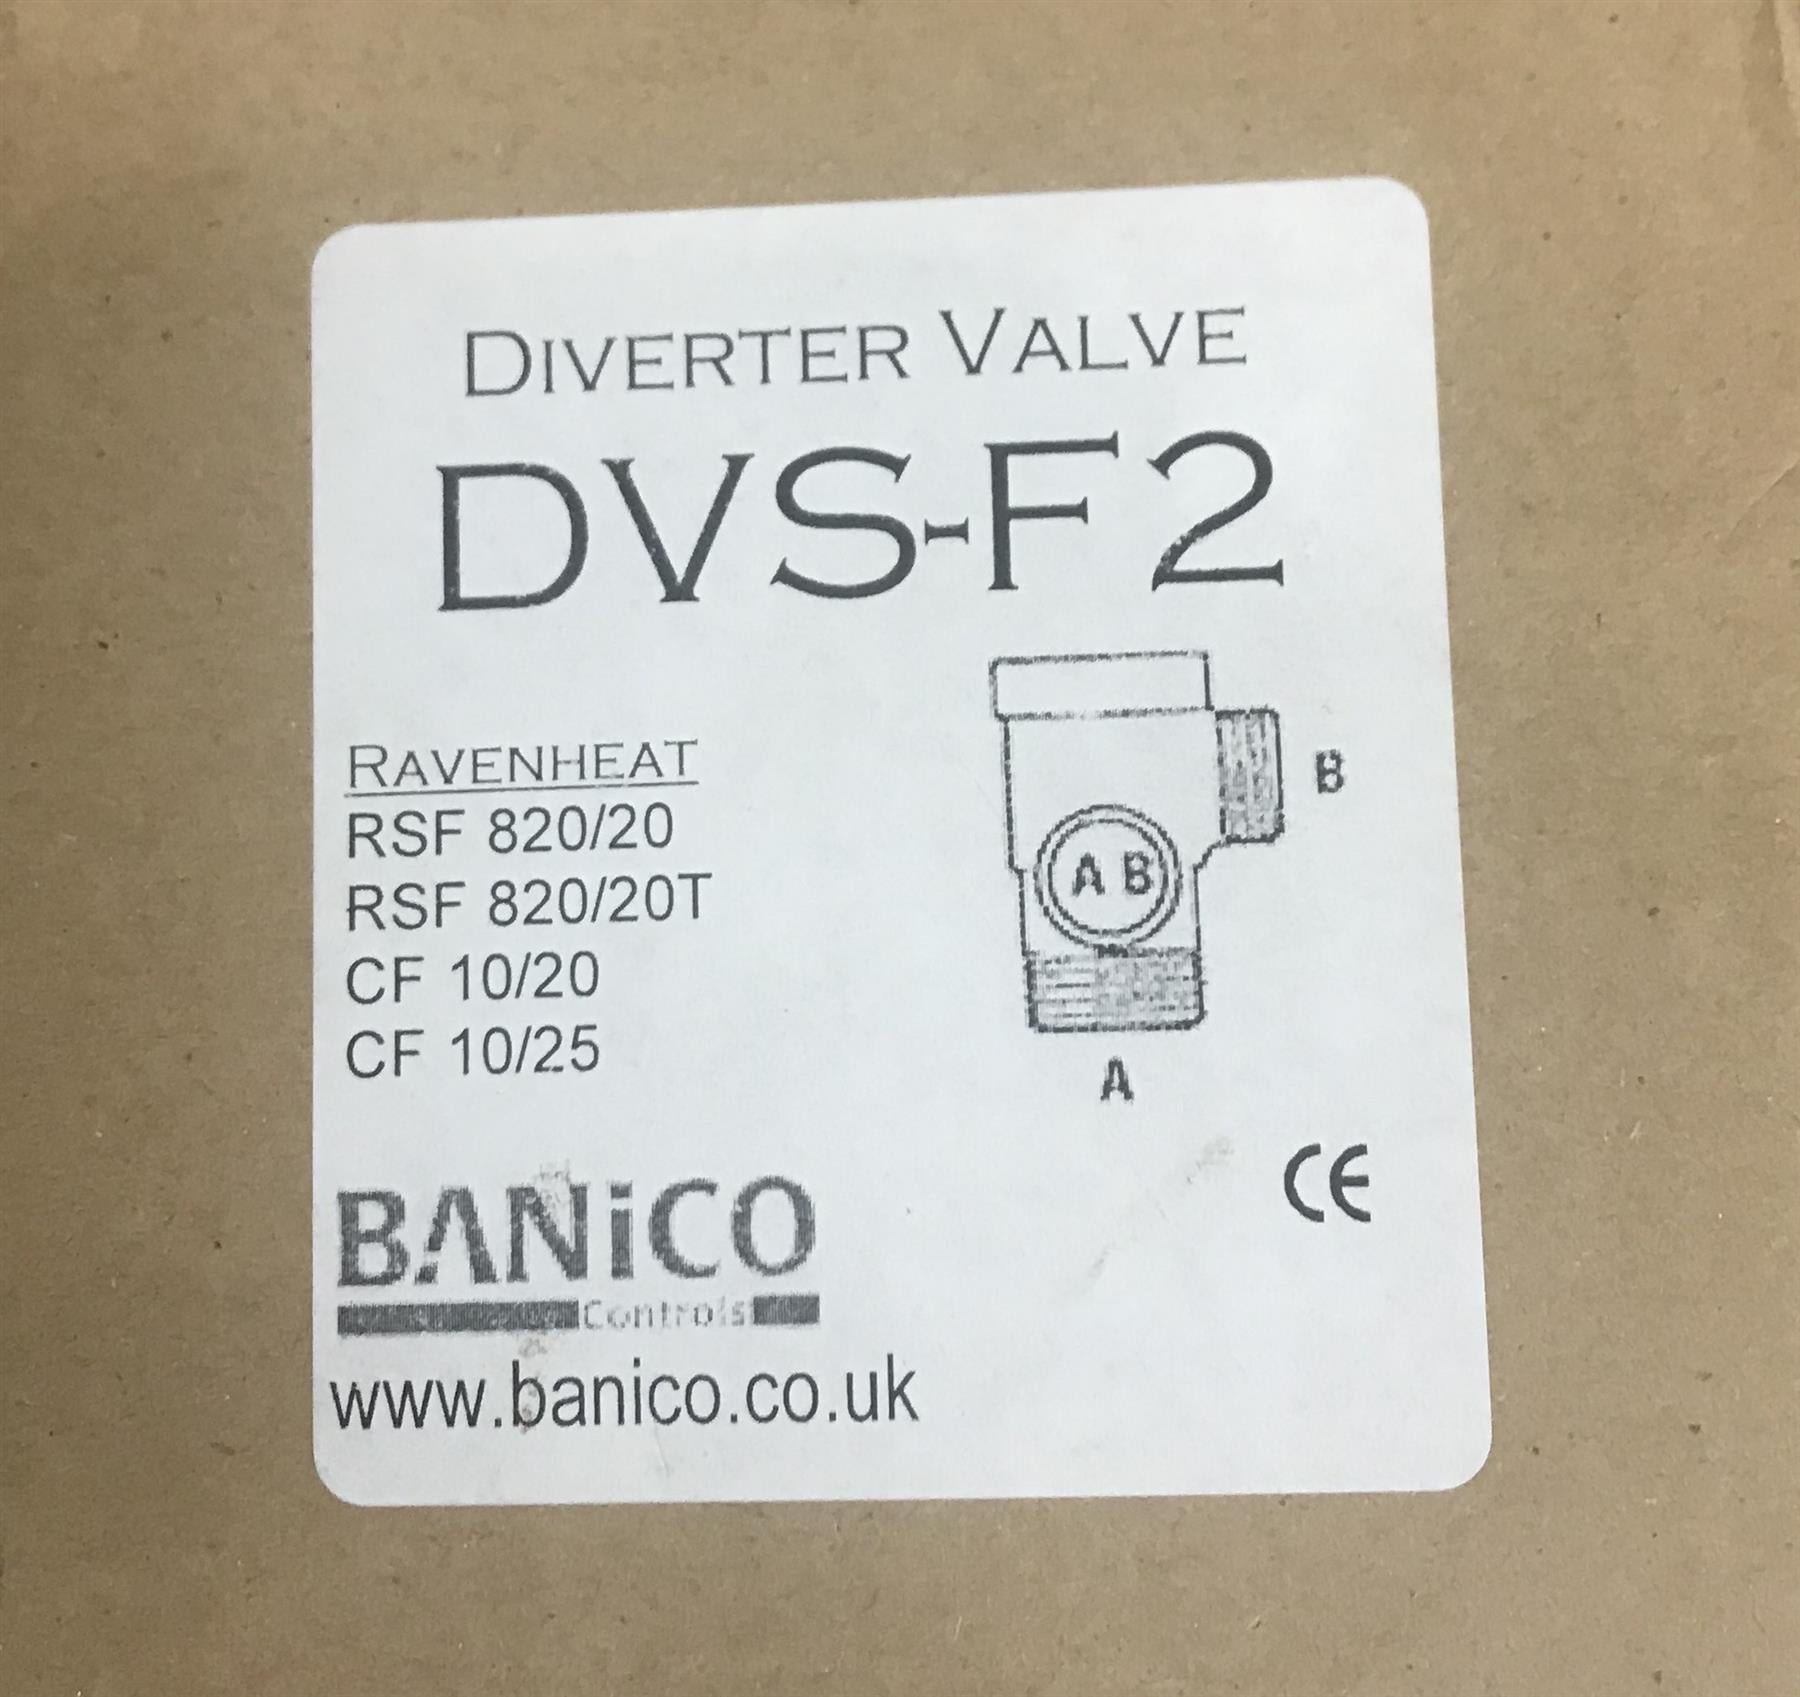 DIVERTER VALVE
DVS-F2
RAVENHEAT
RSF 820/20
RSF 820/20T
CF 10/20
CF 10/25
B
A B
A
CE
BANiCO
Controls
www.banico.co.uk